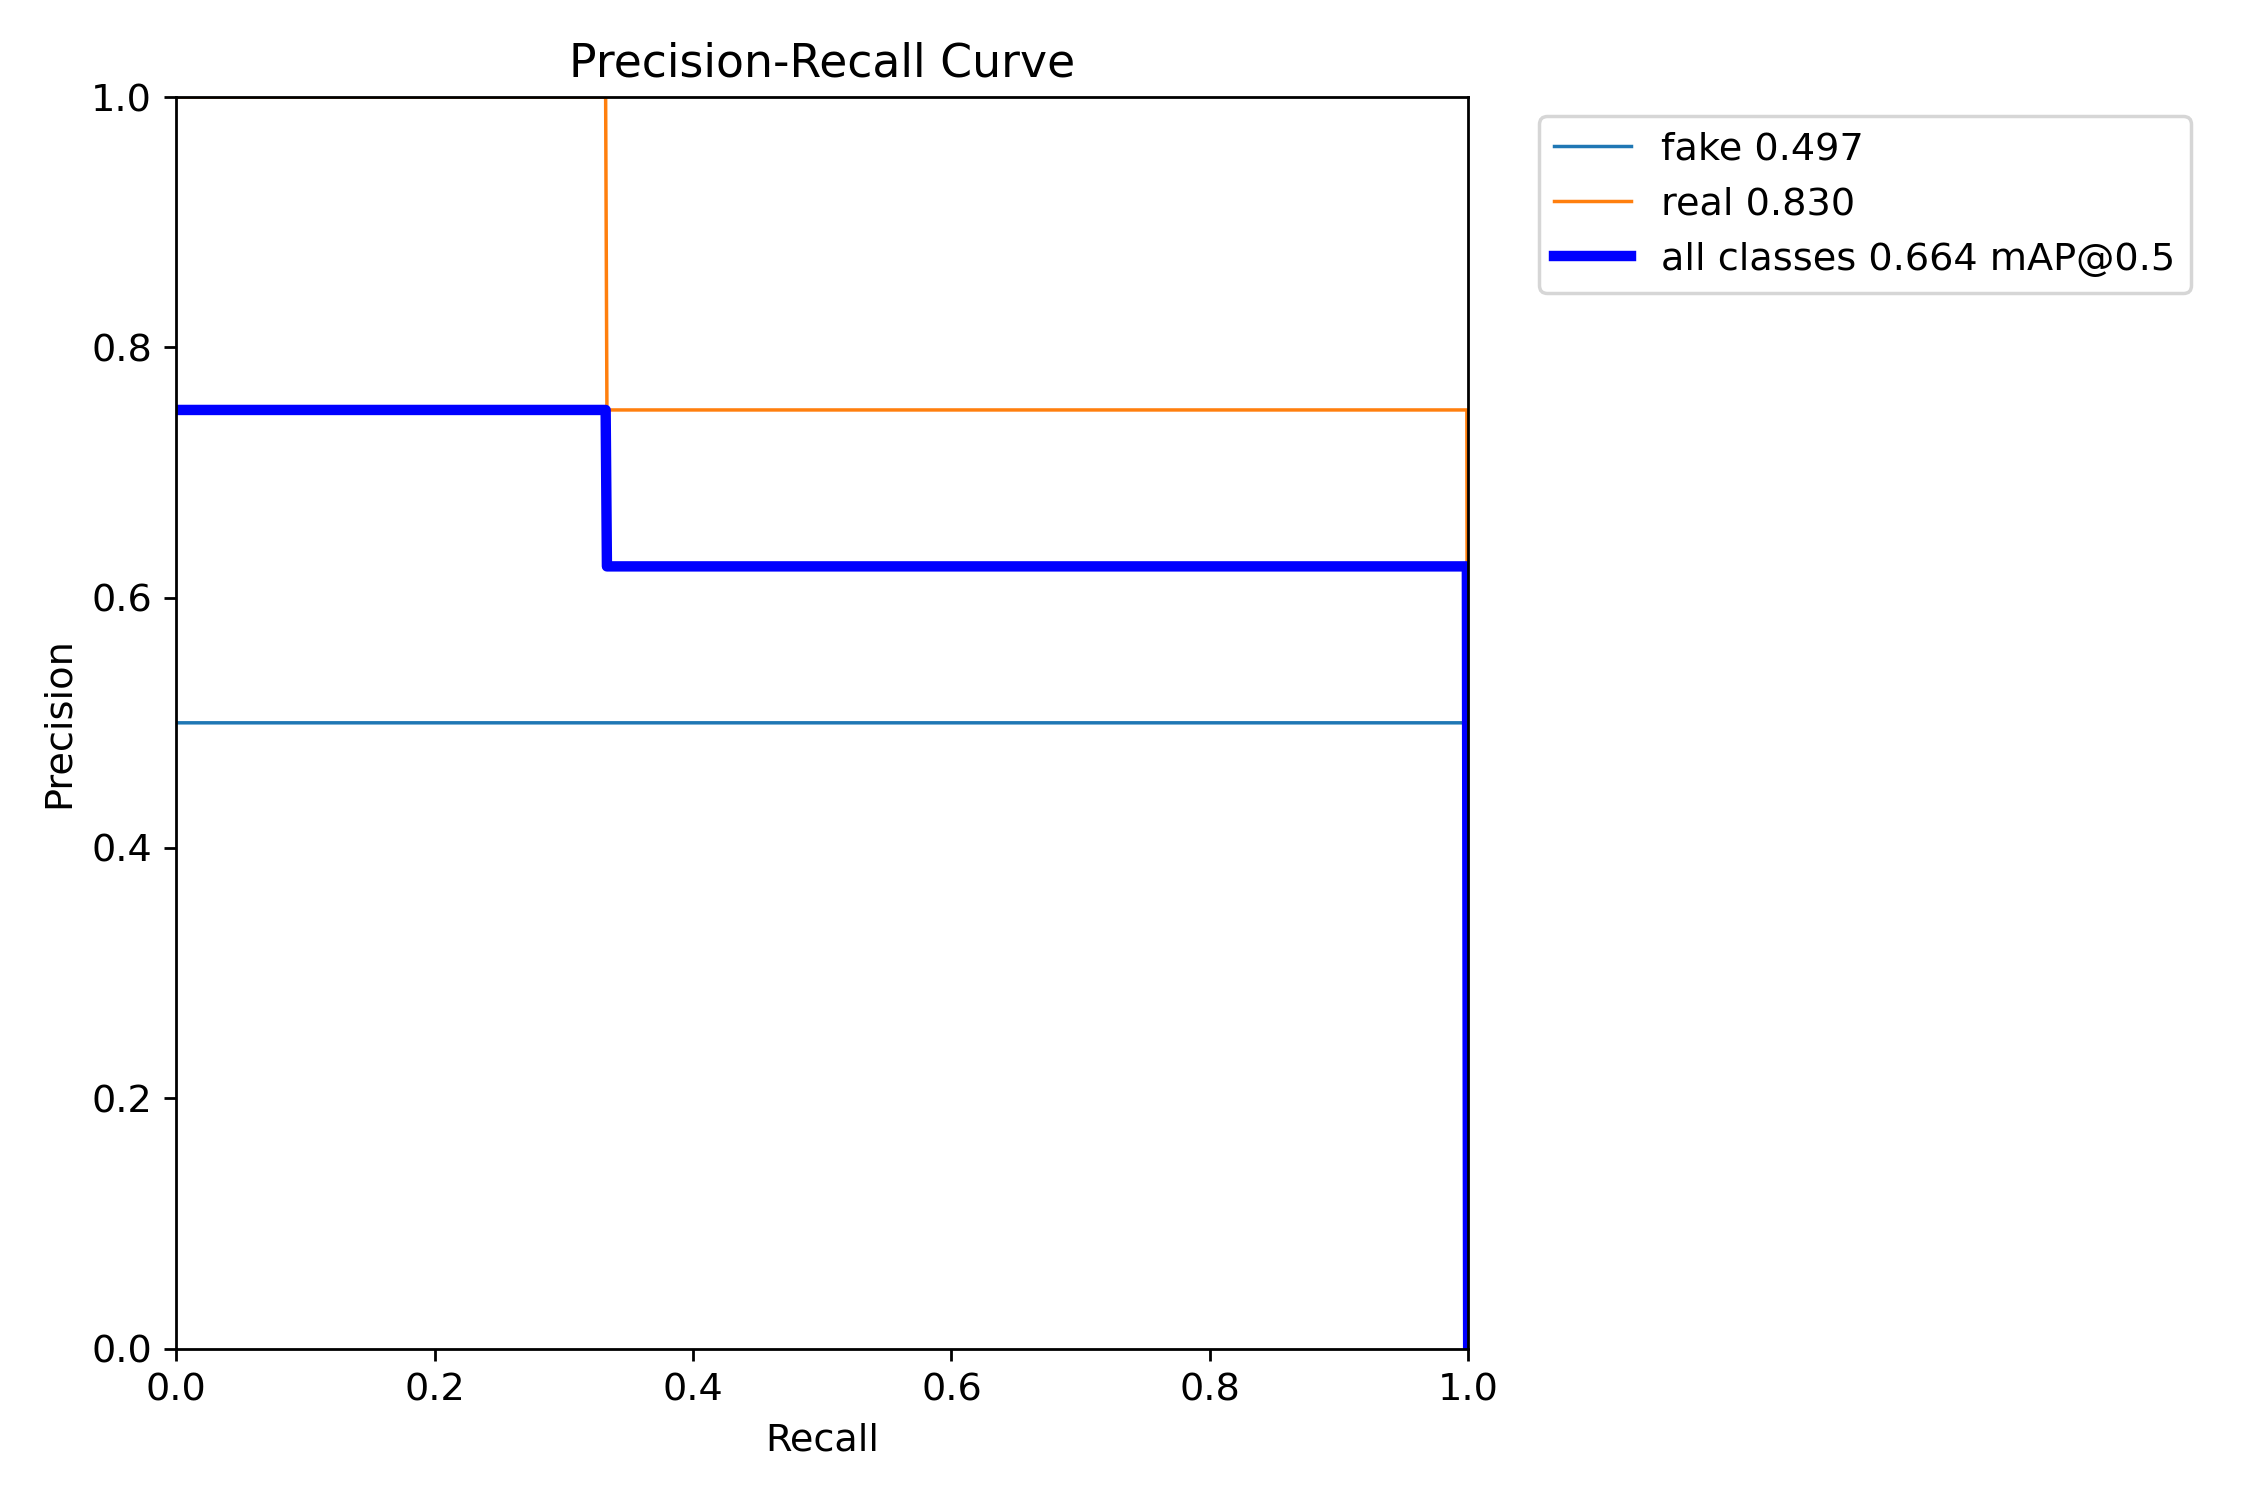 Precision-Recall Curve
1.0
0.8
0.6
0.4
0.2
0.0
Precision
0.0 0.2 0.4 0.6 0.8 1.0
Recall
fake 0.497
real 0.830
all classes 0.664 mAP@0.5